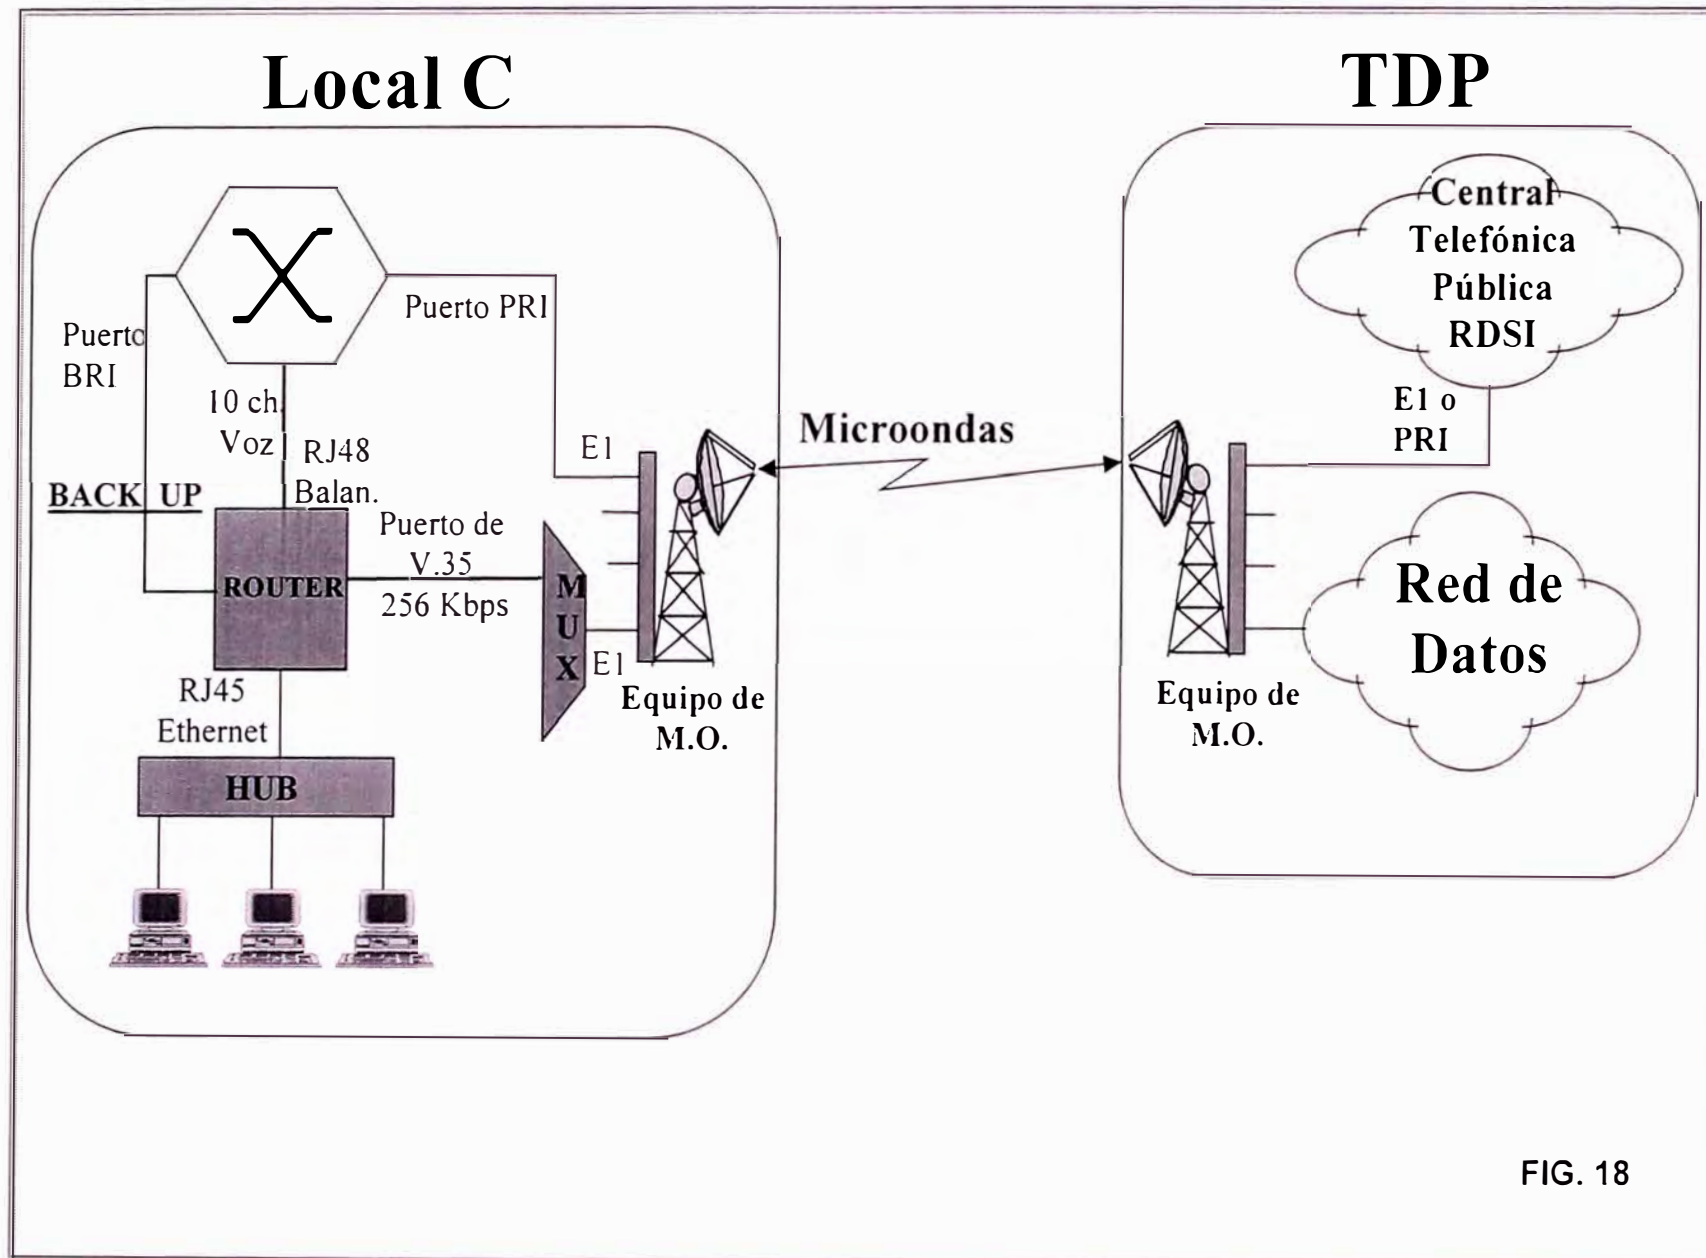 Local C
TDP
Puerto
BRI
Puerto PRI
10 ch.
Voz
RJ48
Balan.
BACK UP
ROUTER
Puerto de
V.35
256 Kbps
MUX
E1
E1
RJ45
Ethernet
HUB
Equipo de
M.O.
Microondas
Central
Telefónica
Pública
RDSI
E1 o
PRI
Red de
Datos
Equipo de
M.O.
FIG. 18